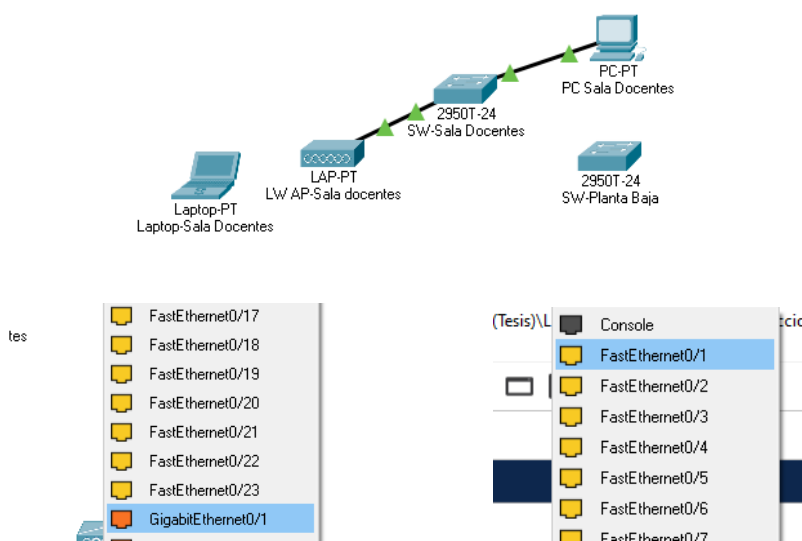 PC-PT
PC Sala Docentes
2950T-24
SW-Sala Docentes
LAP-PT
LW AP-Sala docentes
2950T-24
SW-Planta Baja
Laptop-PT
Laptop-Sala Docentes
tes
FastEthernet0/17
FastEthernet0/18
FastEthernet0/19
FastEthernet0/20
FastEthernet0/21
FastEthernet0/22
FastEthernet0/23
GigabitEthernet0/1
(Tesis)\L
Console
FastEthernet0/1
FastEthernet0/2
FastEthernet0/3
FastEthernet0/4
FastEthernet0/5
FastEthernet0/6
FastEthernet0/7